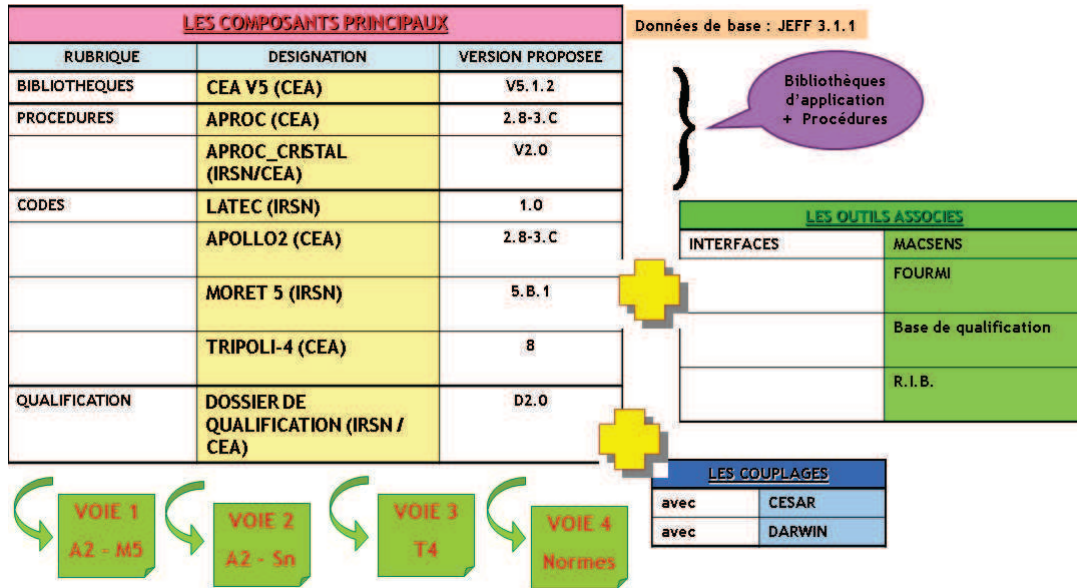 LES COMPOSANTS PRINCIPAUX
RUBRIQUE DESIGNATION VERSION PROPOSEE
BIBLIOTHEQUES CEA V5 (CEA) V5.1.2
PROCEDURES APROC (CEA) 2.8-3.C
APROC_CRISTAL V2.0
(IRSN/CEA)
CODES LATEC (IRSN) 1.0
APOLLO2 (CEA) 2.8-3.C
MORET 5 (IRSN) 5.B.1
TRIPOLI-4 (CEA) 8
QUALIFICATION DOSSIER DE D2.0
QUALIFICATION (IRSN /
CEA)
Données de base : JEFF 3.1.1
}
Bibliothèques
d'application
+ Procédures
LES OUTILS ASSOCIES
INTERFACES MACSENS
FOURMI
Base de qualification
R.I.B.
LES COUPLAGES
avec CESAR
avec DARWIN
VOIE 1
A2 - M5
VOIE 2
A2 - Sn
VOIE 3
T4
VOIE 4
Normes